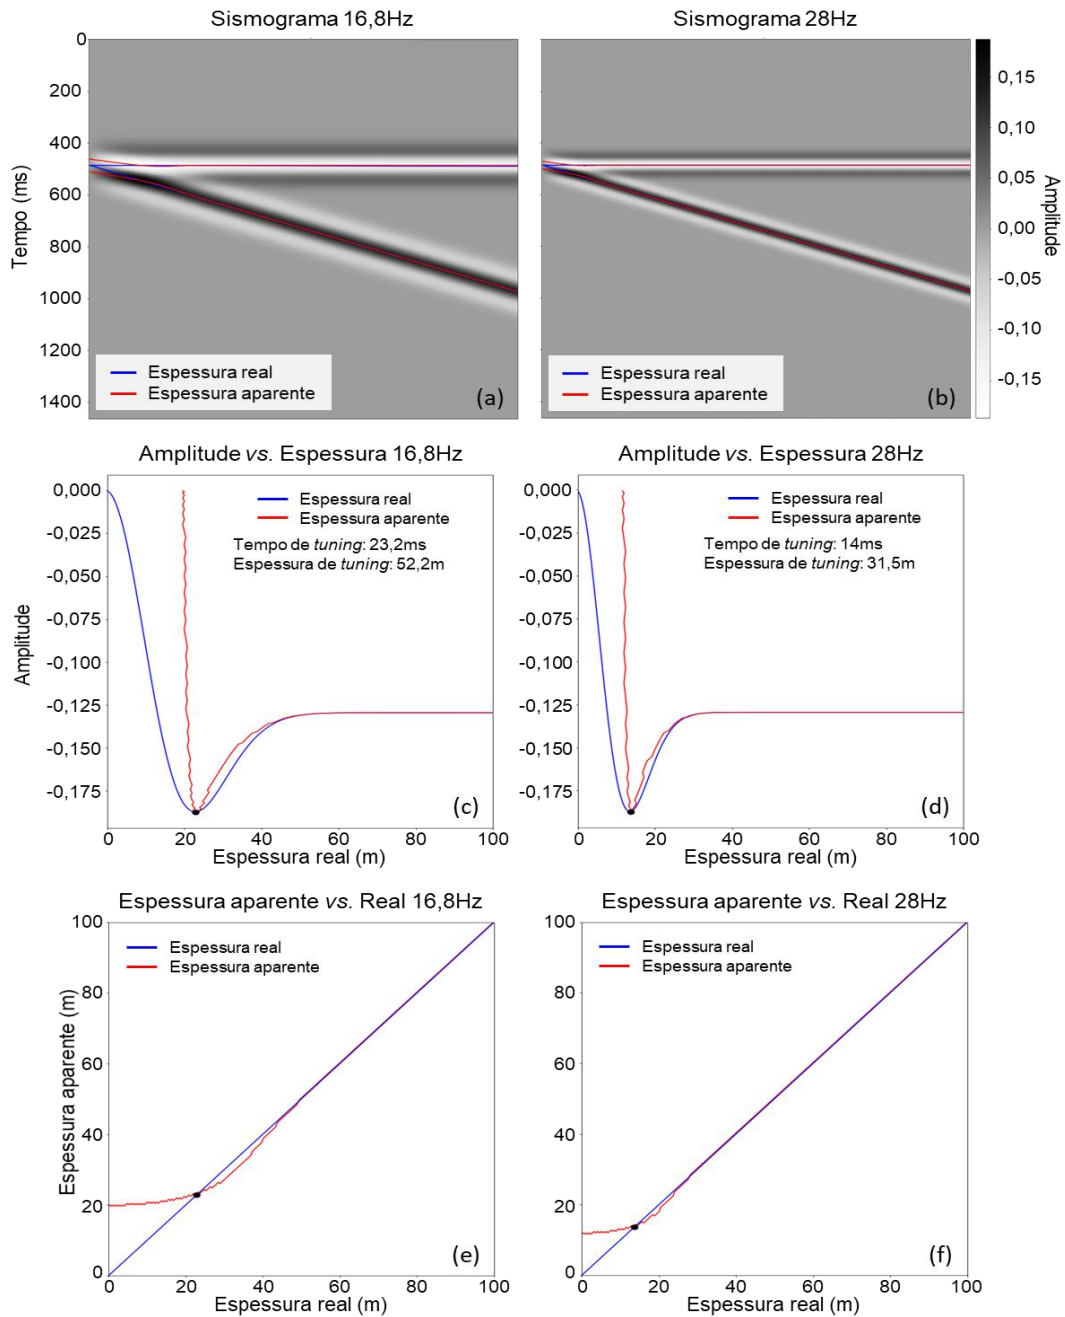 Sismograma 16,8Hz
Sismograma 28Hz
0
200
400
600
800
1000
1200
1400
Tempo (ms)
Espessura real
Espessura aparente
(a)
Espessura real
Espessura aparente
(b)
0,15
0,10
0,05
0,00
-0,05
-0,10
-0,15
Amplitude
Amplitude vs. Espessura 16,8Hz
0,000
-0,025
-0,050
-0,075
-0,100
-0,125
-0,150
-0,175
Amplitude
Espessura real
Espessura aparente
Tempo de tuning: 23,2ms
Espessura de tuning: 52,2m
(c)
0 20 40 60 80 100
Espessura real (m)
Amplitude vs. Espessura 28Hz
0,000
-0,025
-0,050
-0,075
-0,100
-0,125
-0,150
-0,175
Espessura real
Espessura aparente
Tempo de tuning: 14ms
Espessura de tuning: 31,5m
(d)
0 20 40 60 80 100
Espessura real (m)
Espessura aparente vs. Real 16,8Hz
100
80
60
40
20
0
Espessura aparente (m)
Espessura real
Espessura aparente
(e)
0 20 40 60 80 100
Espessura real (m)
Espessura aparente vs. Real 28Hz
100
80
60
40
20
0
Espessura real
Espessura aparente
(f)
0 20 40 60 80 100
Espessura real (m)